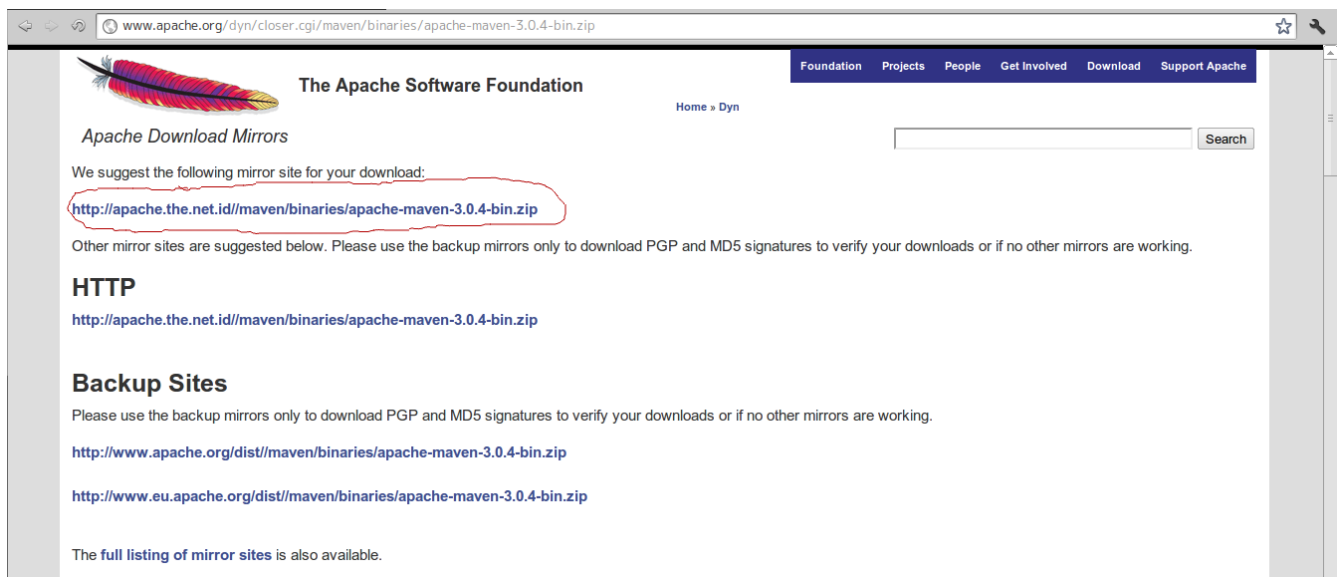 www.apache.org/dyn/closer.cgi/maven/binaries/apache-maven-3.0.4-bin.zip
The Apache Software Foundation
Foundation Projects People Get Involved Download Support Apache
Home » Dyn
Apache Download Mirrors
Search
We suggest the following mirror site for your download:
http://apache.the.net.id//maven/binaries/apache-maven-3.0.4-bin.zip
Other mirror sites are suggested below. Please use the backup mirrors only to download PGP and MD5 signatures to verify your downloads or if no other mirrors are working.
HTTP
http://apache.the.net.id//maven/binaries/apache-maven-3.0.4-bin.zip
Backup Sites
Please use the backup mirrors only to download PGP and MD5 signatures to verify your downloads or if no other mirrors are working.
http://www.apache.org/dist//maven/binaries/apache-maven-3.0.4-bin.zip
http://www.eu.apache.org/dist//maven/binaries/apache-maven-3.0.4-bin.zip
The full listing of mirror sites is also available.